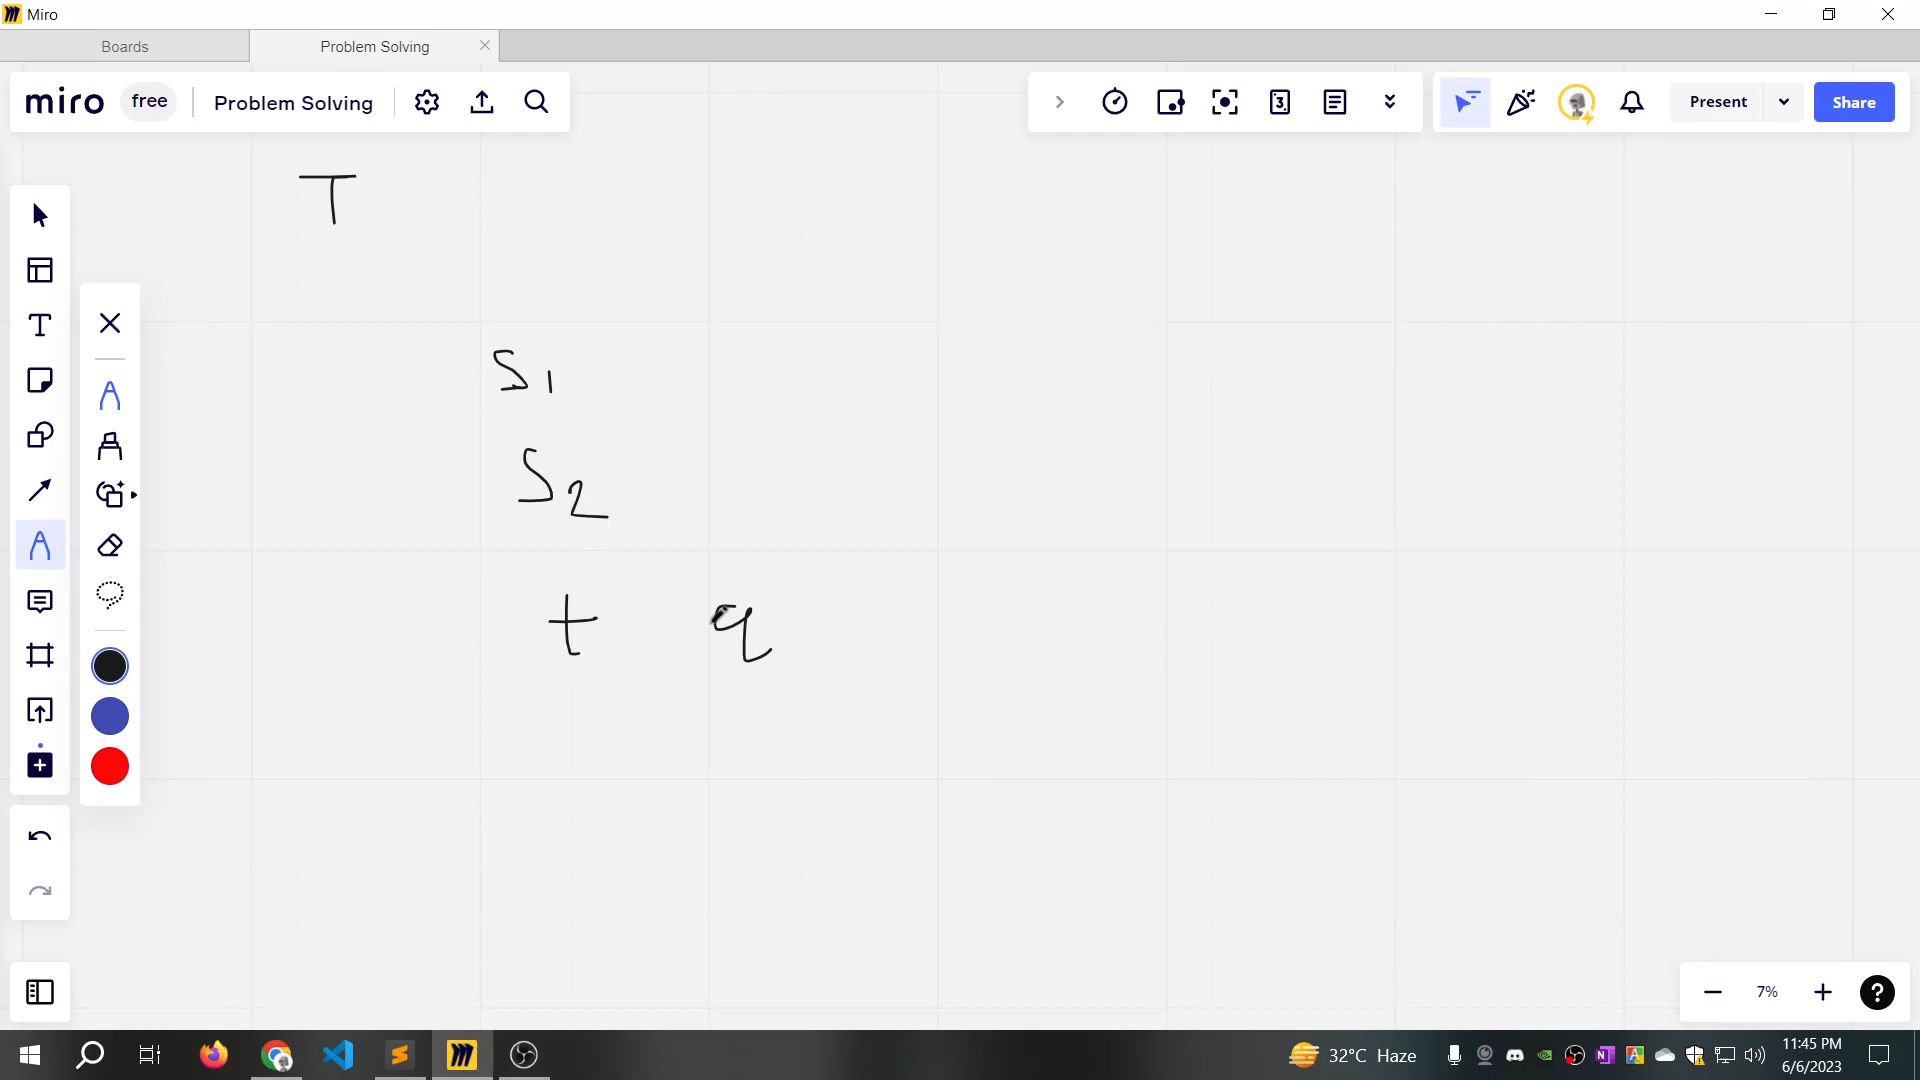 Miro
Boards
Problem Solving
miro
free
Problem Solving
3
Present
Share
T
S1
S2
t q
7%
?
32°C Haze
11:45 PM
6/6/2023